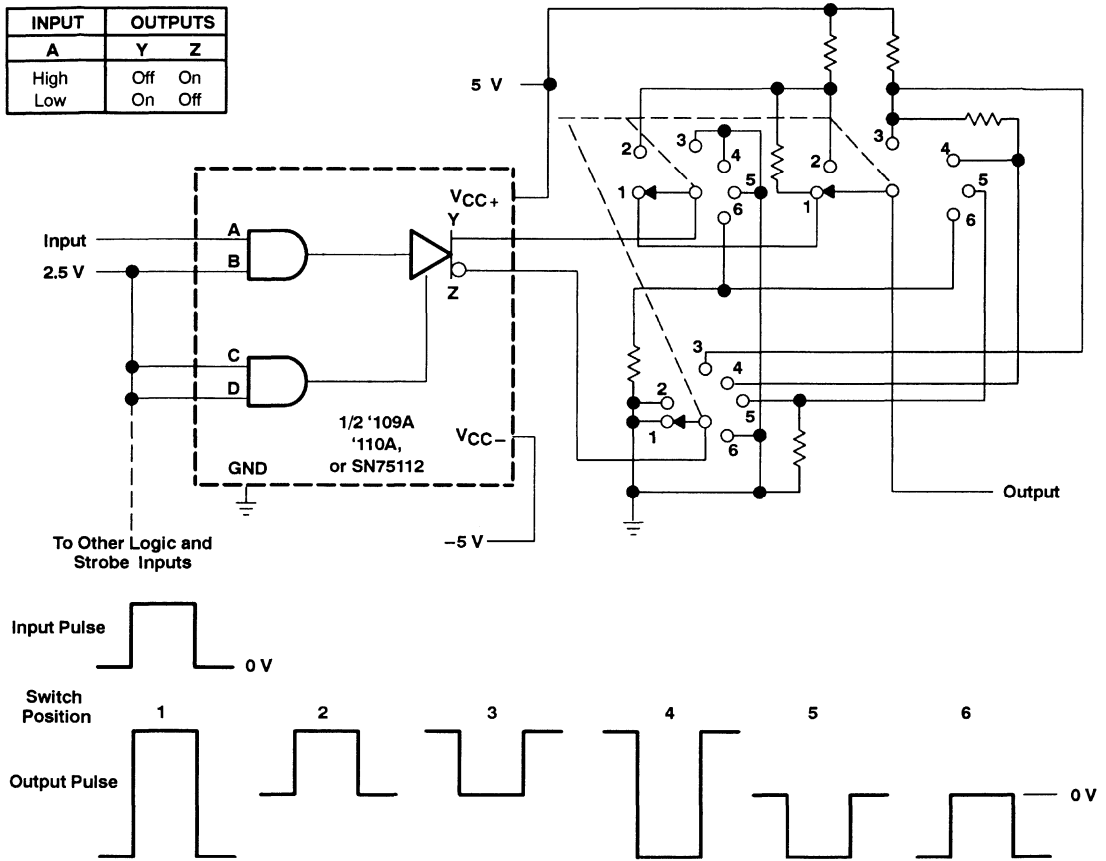 INPUT OUTPUTS
A Y Z
High Off On
Low On Off
5 V
3
2
4
5
1
6
3
2
4
5
1
6
VCC+
Y
Input
A
2.5 V
B
Z
C
D
3
4
2
5
1
6
1/2 ‘109A
‘110A,
or SN75112
VCC–
GND
Output
–5 V
To Other Logic and
Strobe Inputs
Input Pulse
0 V
Switch
Position
1 2 3 4 5 6
Output Pulse
0 V